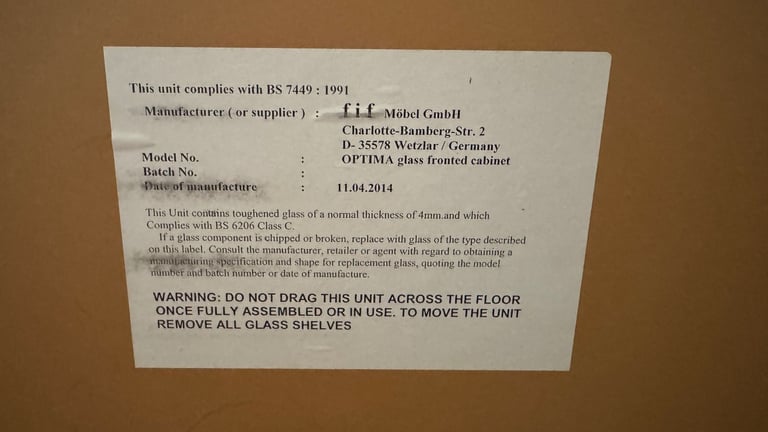 This unit complies with BS 7449 : 1991
Manufacturer ( or supplier ) : fif Möbel GmbH
Charlotte-Bamberg-Str. 2
D- 35578 Wetzlar / Germany
Model No. : OPTIMA glass fronted cabinet
Batch No. :
Date of manufacture : 11.04.2014
This Unit contains toughened glass of a normal thickness of 4mm.and which
Complies with BS 6206 Class C.
If a glass component is chipped or broken, replace with glass of the type described
on this label. Consult the manufacturer, retailer or agent with regard to obtaining a
manufacturing specification and shape for replacement glass, quoting the model
number and batch number or date of manufacture.
WARNING: DO NOT DRAG THIS UNIT ACROSS THE FLOOR
ONCE FULLY ASSEMBLED OR IN USE. TO MOVE THE UNIT
REMOVE ALL GLASS SHELVES